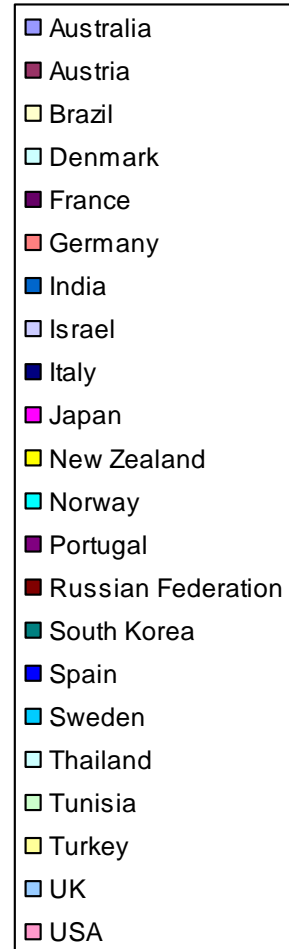 Australia
Austria
Brazil
Denmark
France
Germany
India
Israel
Italy
Japan
New Zealand
Norway
Portugal
Russian Federation
South Korea
Spain
Sweden
Thailand
Tunisia
Turkey
UK
USA